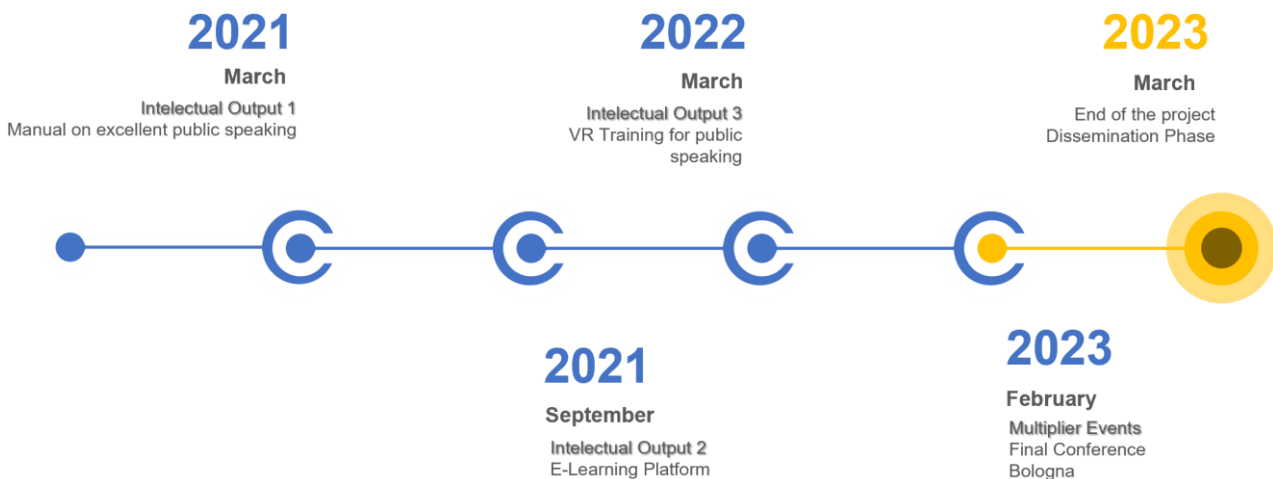 2021
March
Intelectual Output 1
Manual on excellent public speaking
2021
September
Intelectual Output 2
E-Learning Platform
2022
March
Intelectual Output 3
VR Training for public
speaking
2023
February
Multiplier Events
Final Conference
Bologna
2023
March
End of the project
Dissemination Phase